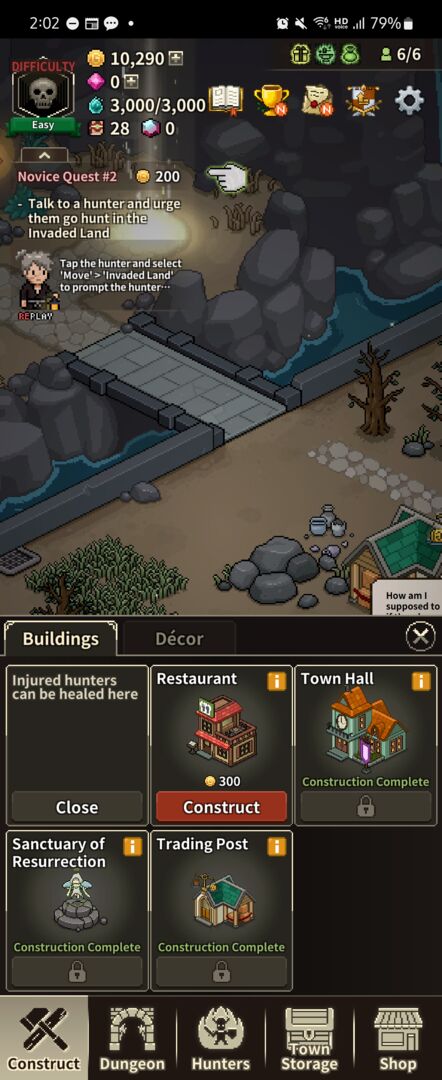 2:02
HD
voice
79%
DIFFICULTY
Easy
10,290
0
3,000/3,000
28
0
6/6
N
N
Novice Quest #2
200
- Talk to a hunter and urge
them go hunt in the
Invaded Land
Tap the hunter and select
'Move' > 'Invaded Land'
to prompt the hunter···
REPLAY
How am I
supposed to
Buildings
Décor
Injured hunters
can be healed here
Close
Restaurant
i
300
Construct
Town Hall
i
Construction Complete
Sanctuary of
Resurrection
i
Construction Complete
Trading Post
i
Construction Complete
Construct
Dungeon
Hunters
Town
Storage
Shop